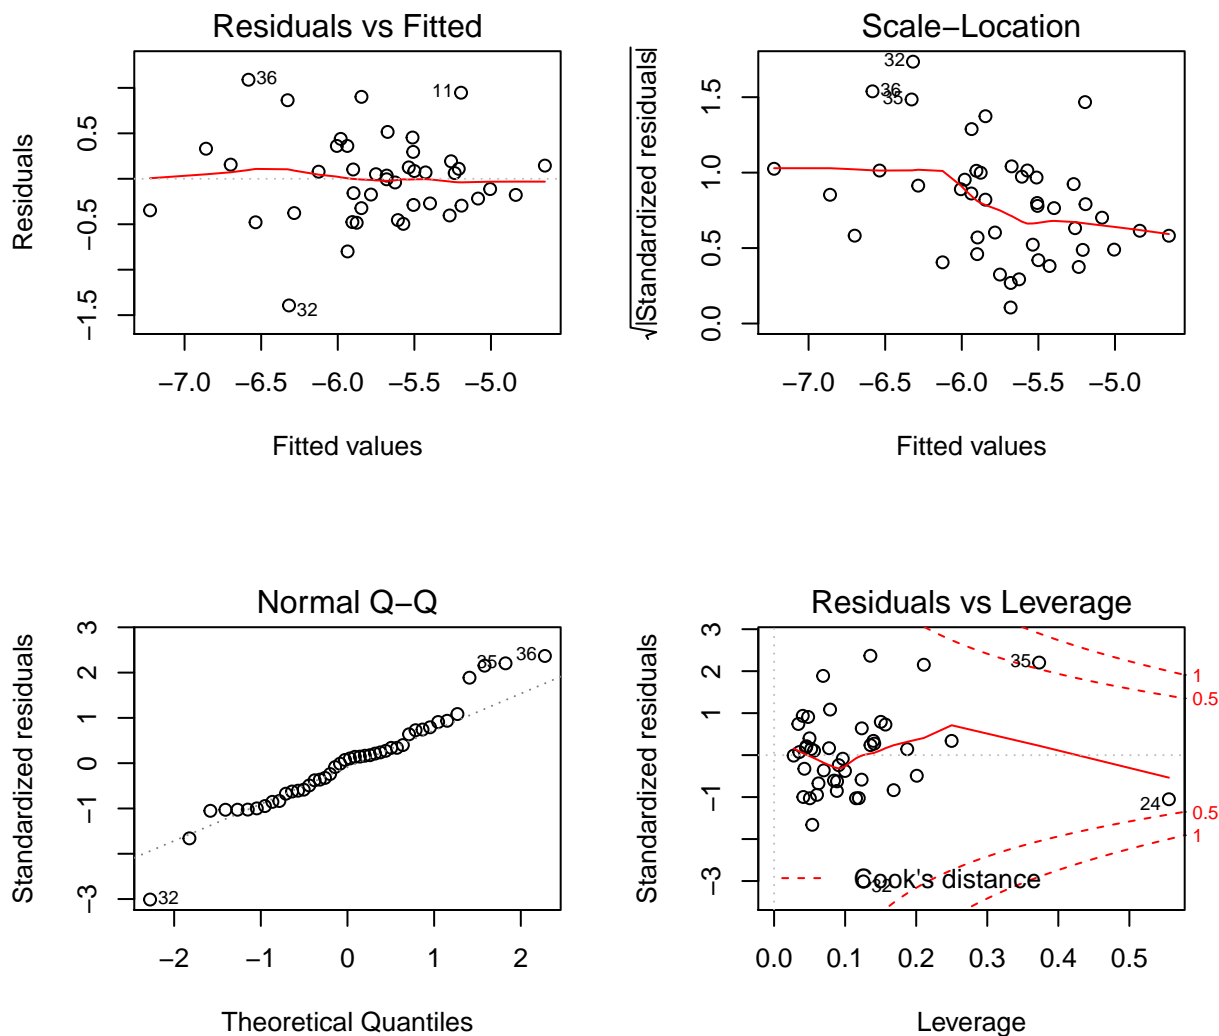 Residuals vs Fitted
Residuals
−1.5 −0.5 0.5
36
11
32
−7.0 −6.5 −6.0 −5.5 −5.0
Fitted values
Scale−Location
√|Standardized residuals|
0.0 0.5 1.0 1.5
32
36
35
−7.0 −6.5 −6.0 −5.5 −5.0
Fitted values
Normal Q−Q
Standardized residuals
−3 −1 0 1 2 3
35
36
32
−2 −1 0 1 2
Theoretical Quantiles
Residuals vs Leverage
Standardized residuals
−3 −1 1 2 3
35
1
0.5
24
0.5
1
Cook's distance
32
0.0 0.1 0.2 0.3 0.4 0.5
Leverage